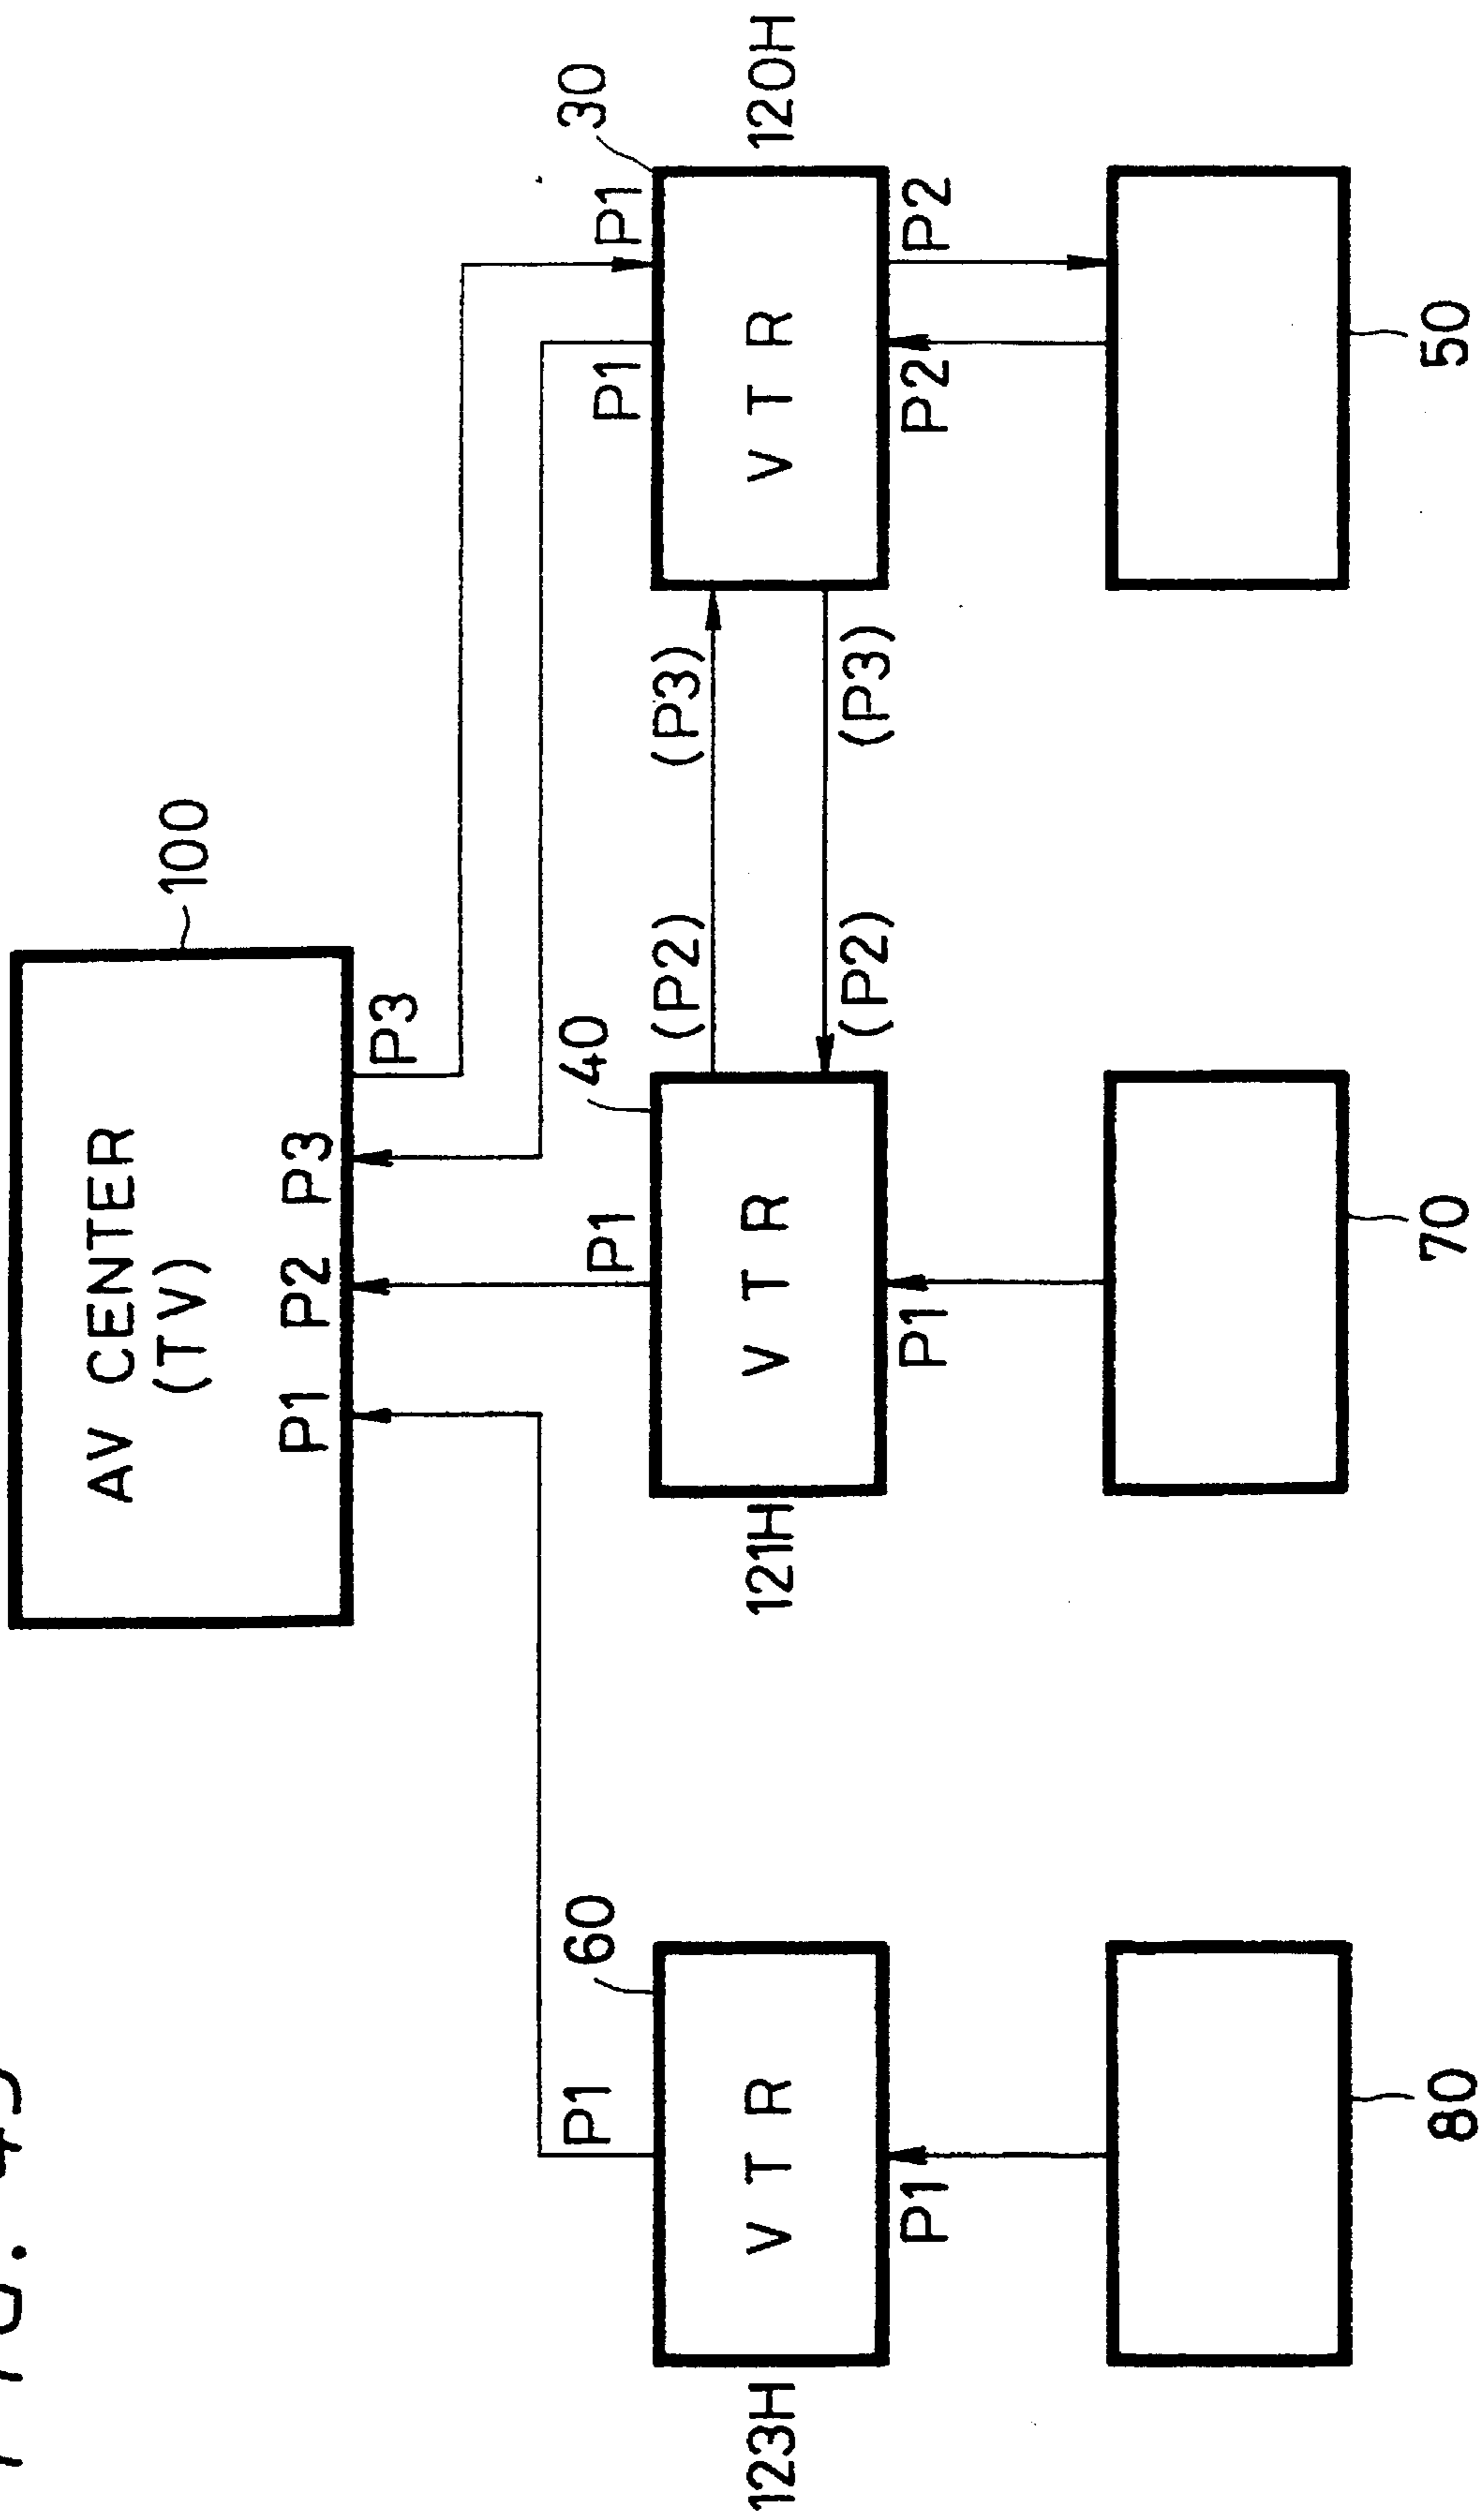 AV CENTER
(TV)
100
P1 P2 P3
P3
P1
60
P1
40
P1
P1
30
(P2)
(P3)
123H
V T R
121H
V T R
V T R
120H
(P2)
(P3)
P1
P1
P2
P2
80
70
50